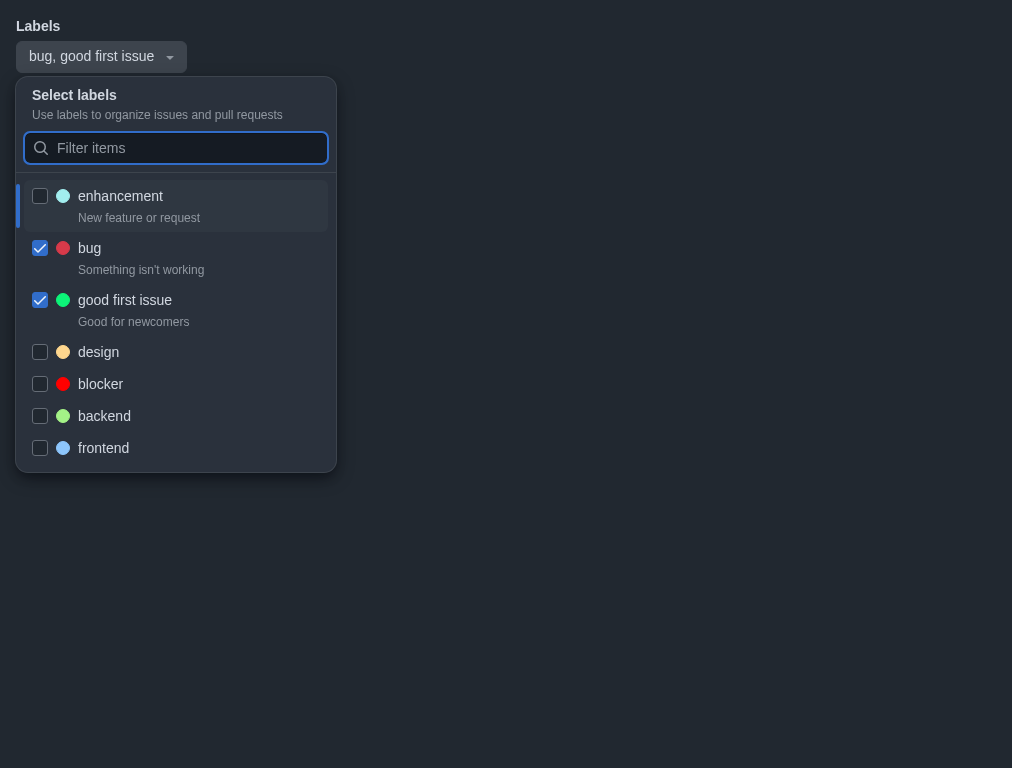 Labels
bug, good first issue
Select labels
Use labels to organize issues and pull requests
Filter items
enhancement
New feature or request
bug
Something isn't working
good first issue
Good for newcomers
design
blocker
backend
frontend